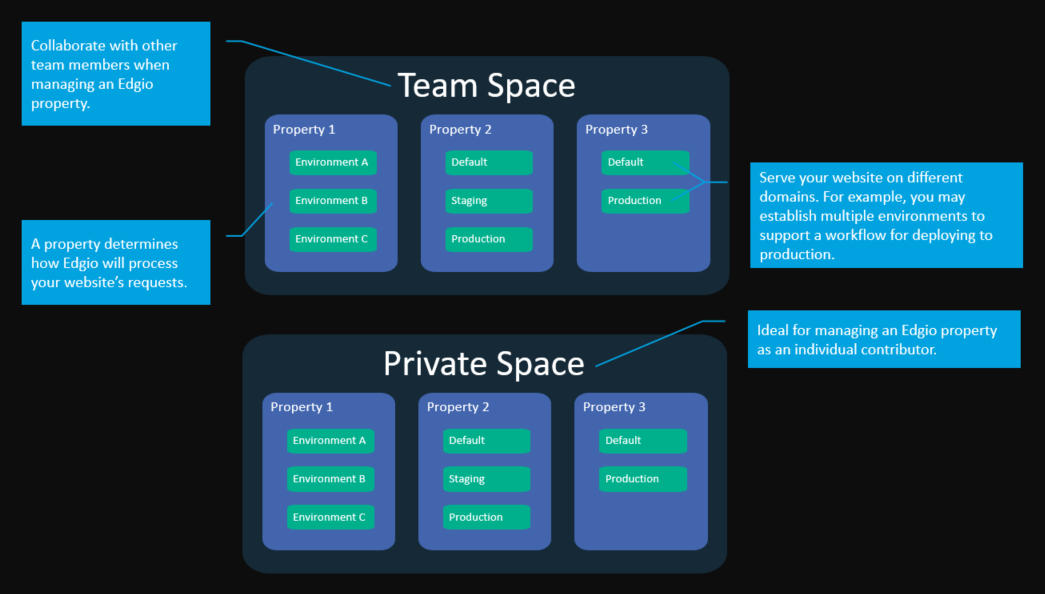 Collaborate with other
team members when
managing an Edgio
property.
Team Space
Property 1
Environment A
Environment B
Environment C
Property 2
Default
Staging
Production
Property 3
Default
Production
Serve your website on different
domains. For example, you may
establish multiple environments to
support a workflow for deploying to
production.
A property determines
how Edgio will process
your website’s requests.
Ideal for managing an Edgio property
as an individual contributor.
Private Space
Property 1
Environment A
Environment B
Environment C
Property 2
Default
Staging
Production
Property 3
Default
Production